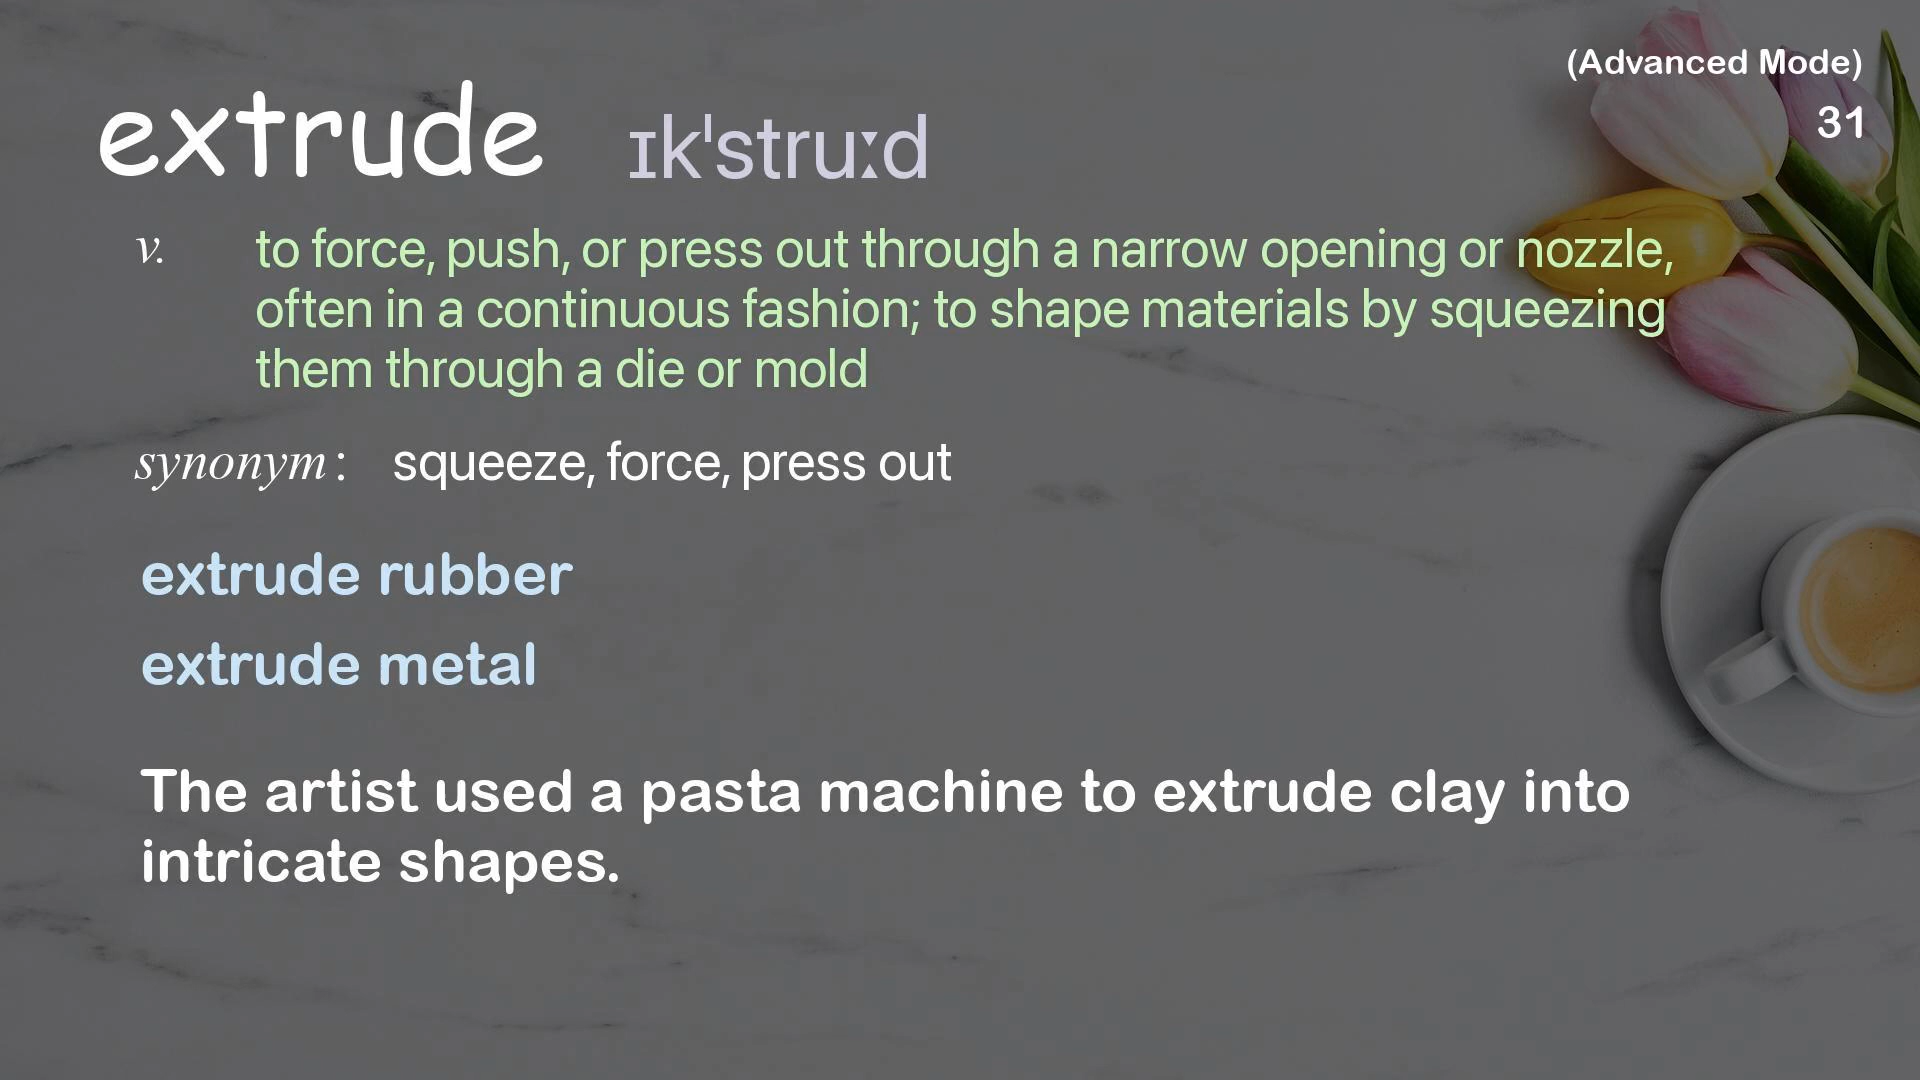 (Advanced Mode)
extrude ɪk'struːd
31
v. to force, push, or press out through a narrow opening or nozzle,
often in a continuous fashion; to shape materials by squeezing
them through a die or mold
synonym : squeeze, force, press out
extrude rubber
extrude metal
The artist used a pasta machine to extrude clay into
intricate shapes.